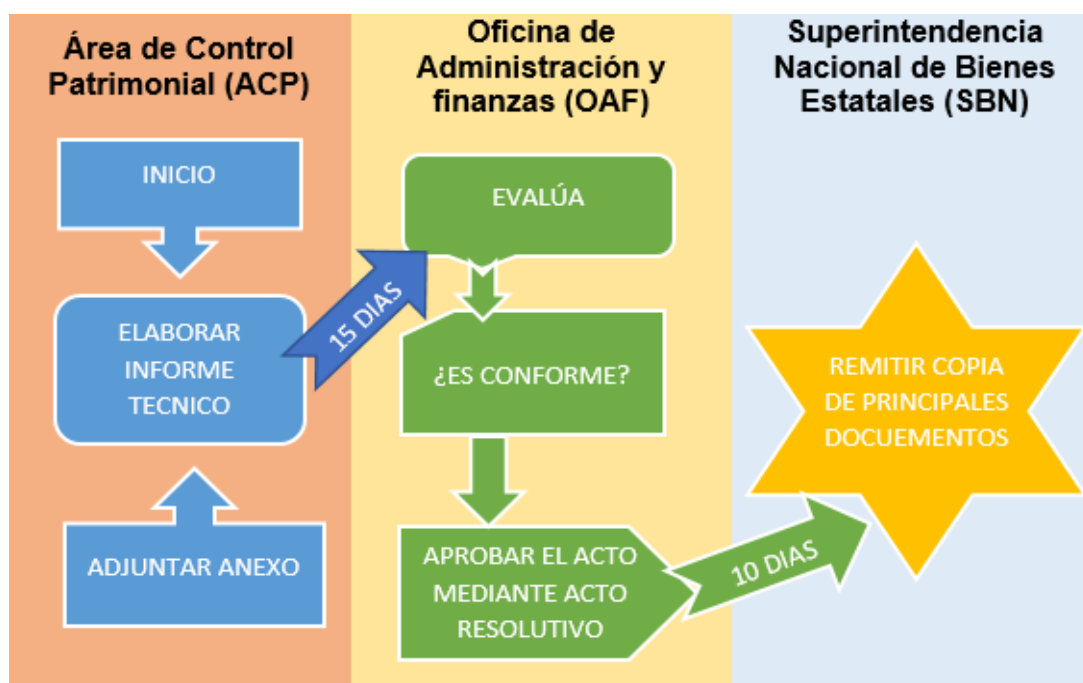 Área de Control
Patrimonial (ACP)
INICIO
ELABORAR
INFORME
TECNICO
ADJUNTAR ANEXO
15 DIAS
Oficina de
Administración y
finanzas (OAF)
EVALÚA
¿ES CONFORME?
APROBAR EL ACTO
MEDIANTE ACTO
RESOLUTIVO
10 DIAS
Superintendencia
Nacional de Bienes
Estatales (SBN)
REMITIR COPIA
DE PRINCIPALES
DOCUEMENTOS